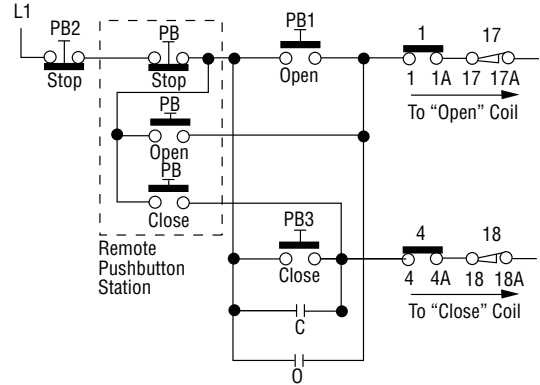 L1
PB2
Stop
PB
Stop
PB1
Open
1
1 1A
17
17 17A
To “Open” Coil
PB
Open
PB
Close
Remote
Pushbutton
Station
PB3
Close
4
4 4A
18
18 18A
To “Close” Coil
C
O